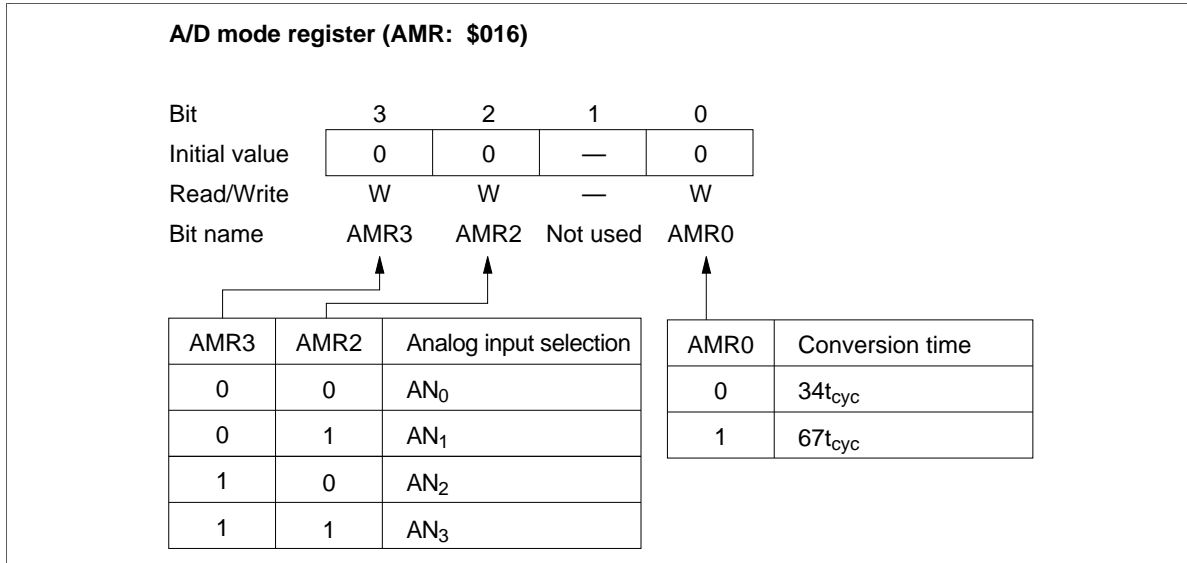 A/D mode register (AMR: $016)
Bit 3 2 1 0
Initial value 0 0 — 0
Read/Write W W — W
Bit name AMR3 AMR2 Not used AMR0
AMR3 AMR2 Analog input selection
0 0 AN0
0 1 AN1
1 0 AN2
1 1 AN3
AMR0 Conversion time
0 34tcyc
1 67tcyc